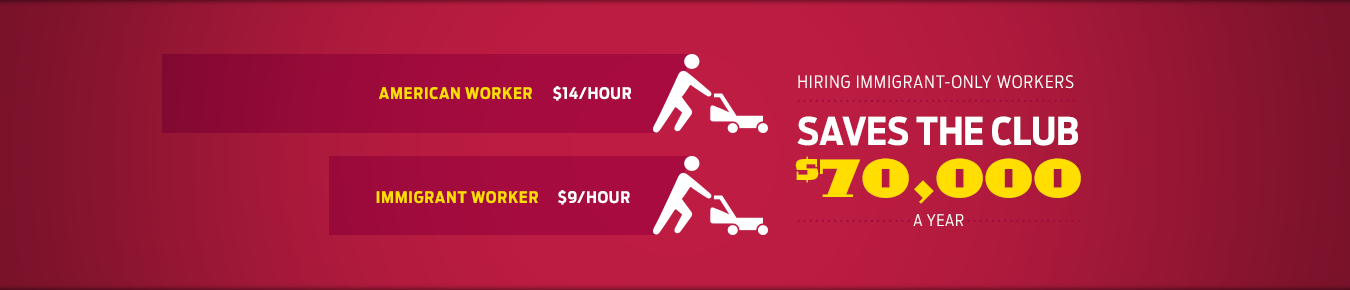 AMERICAN WORKER $14/HOUR
IMMIGRANT WORKER $9/HOUR
HIRING IMMIGRANT-ONLY WORKERS
SAVES THE CLUB
$70,000
A YEAR